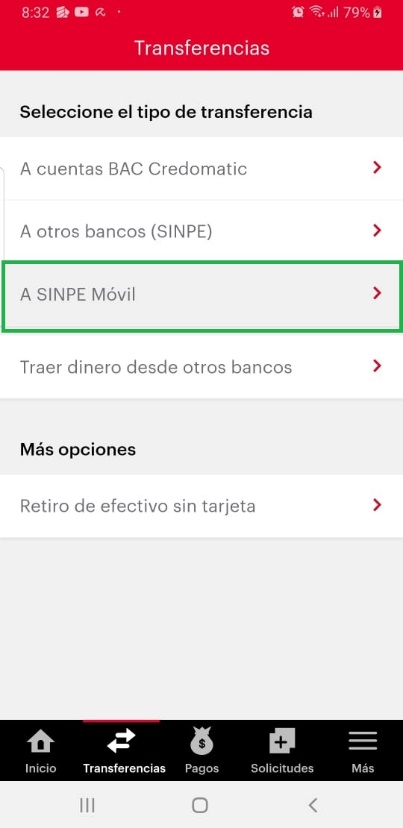 8:32 79%
Transferencias
Seleccione el tipo de transferencia
A cuentas BAC Credomatic
A otros bancos (SINPE)
A SINPE Móvil
Traer dinero desde otros bancos
Más opciones
Retiro de efectivo sin tarjeta
Inicio Transferencias Pagos Solicitudes Más